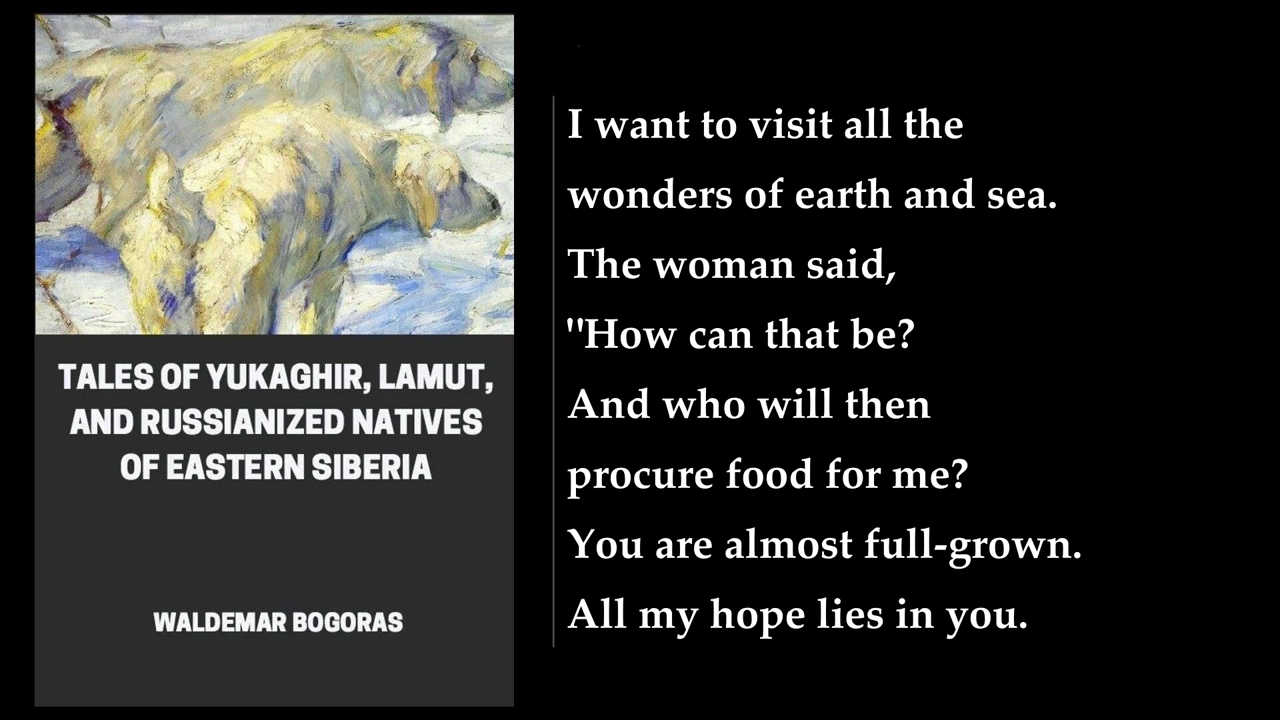 TALES OF YUKAGHIR, LAMUT,
AND RUSSIANIZED NATIVES
OF EASTERN SIBERIA
WALDEMAR BOGORAS
I want to visit all the
wonders of earth and sea.
The woman said,
"How can that be?
And who will then
procure food for me?
You are almost full-grown.
All my hope lies in you.